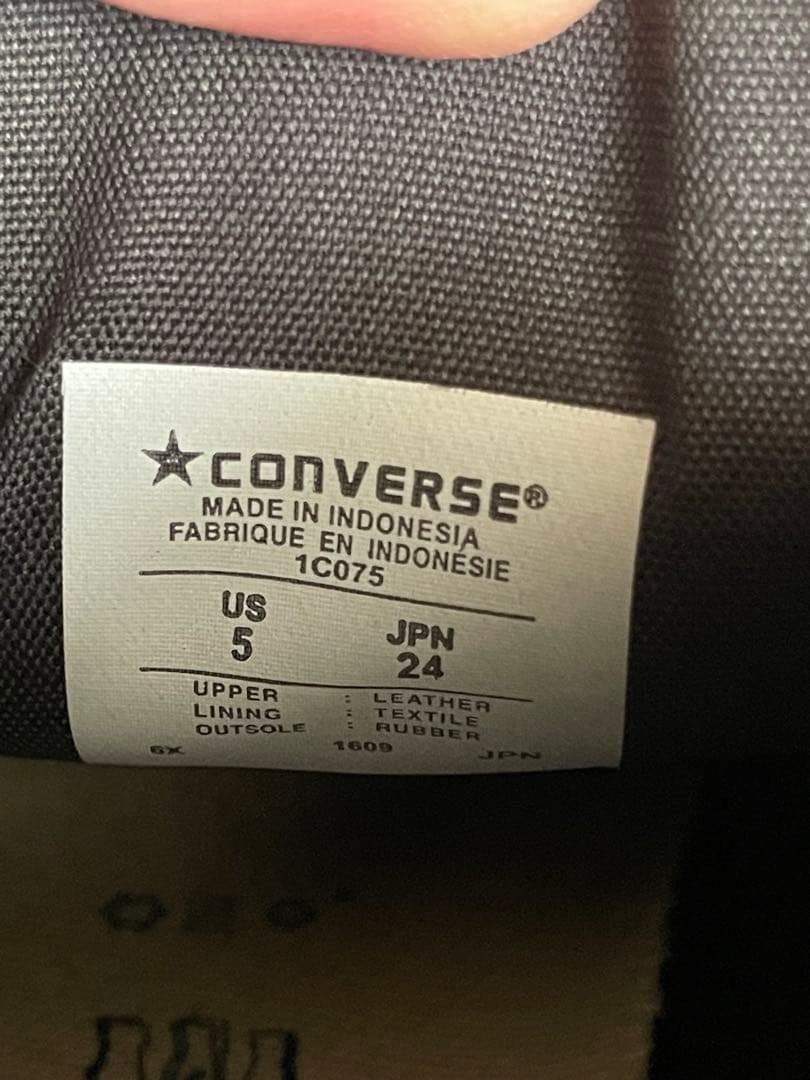 CONVERSE®
MADE IN INDONESIA
FABRIQUE EN INDONÉSIE
1C075
US JPN
5 24
UPPER : LEATHER
LINING : TEXTILE
OUTSOLE : RUBBER
6X 1609 JPN